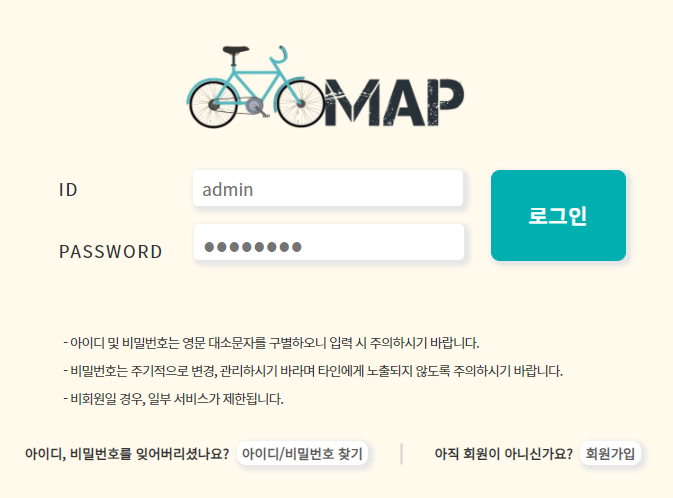 MAP
ID
admin
로그인
PASSWORD
●●●●●●●●
- 아이디 및 비밀번호는 영문 대소문자를 구별하오니 입력 시 주의하시기 바랍니다.
- 비밀번호는 주기적으로 변경, 관리하시기 바라며 타인에게 노출되지 않도록 주의하시기 바랍니다.
- 비회원일 경우, 일부 서비스가 제한됩니다.
아이디, 비밀번호를 잊어버리셨나요? 아이디/비밀번호 찾기 | 아직 회원이 아니신가요? 회원가입